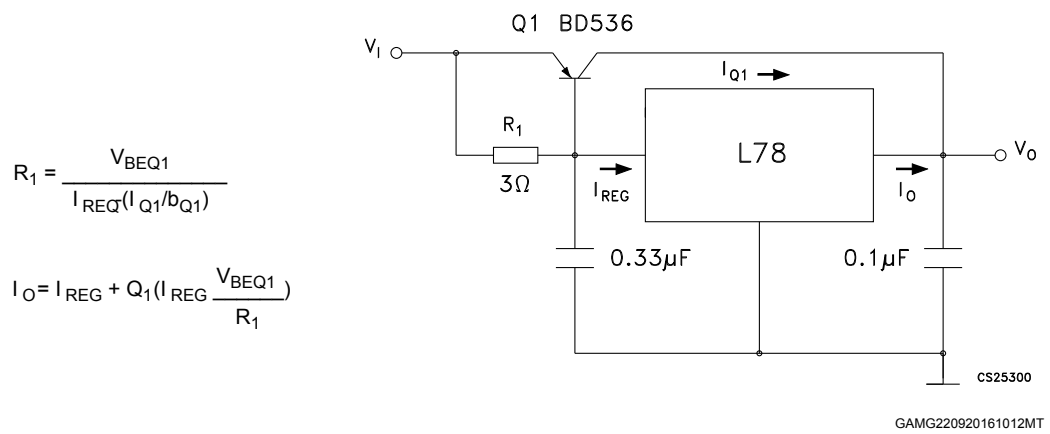 Q1 BD536
V_I
I_Q1
R_1
3Ω
I_REG
L78
I_O
V_O
0.33µF
0.1µF
R_1 = V_BEQ1 / I_REQ-(I_Q1/b_Q1)
I_O = I_REG + Q_1(I_REG V_BEQ1 / R_1)
CS25300
GAMG220920161012MT